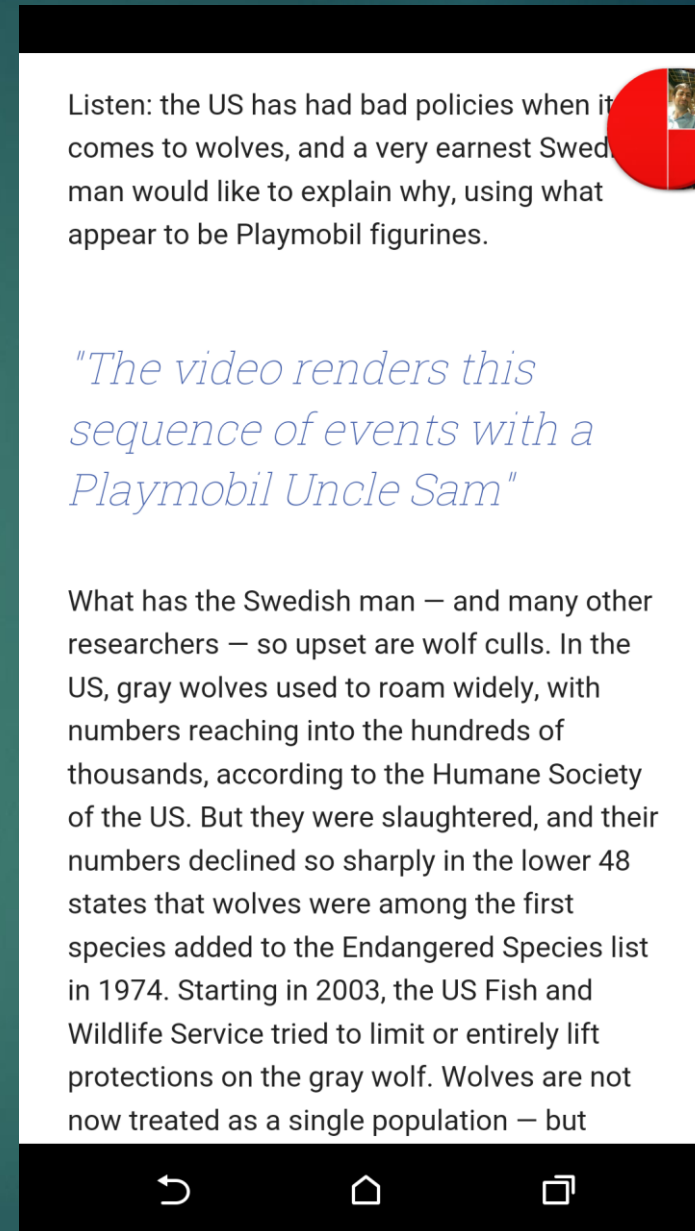 Listen: the US has had bad policies when it
comes to wolves, and a very earnest Swed
man would like to explain why, using what
appear to be Playmobil figurines.
"The video renders this
sequence of events with a
Playmobil Uncle Sam"
What has the Swedish man — and many other
researchers — so upset are wolf culls. In the
US, gray wolves used to roam widely, with
numbers reaching into the hundreds of
thousands, according to the Humane Society
of the US. But they were slaughtered, and their
numbers declined so sharply in the lower 48
states that wolves were among the first
species added to the Endangered Species list
in 1974. Starting in 2003, the US Fish and
Wildlife Service tried to limit or entirely lift
protections on the gray wolf. Wolves are not
now treated as a single population — but